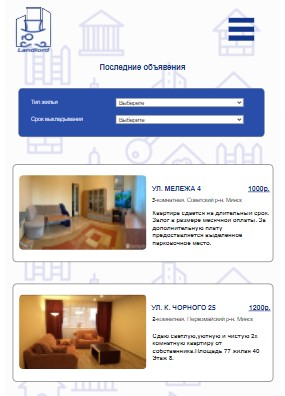 Landlord
Последние объявления
Тип жилья
Выберите
Срок выкладывания
Выберите
УЛ. МЕЛЕЖА 4 1000р.
3-комнатная, Советский р-н, Минск
Квартира сдается на длительный срок.
Залог в размере месячной оплаты. За
дополнительную плату
предоставляется выделенное
парковочное место.
УЛ. К. ЧОРНОГО 25 1200р.
2-комнатная, Первомайский р-н, Минск
Сдаю светлую,уютную и чистую 2х
комнатную квартиру от
собственника.Площадь 77 жилая 40
Этаж 8.